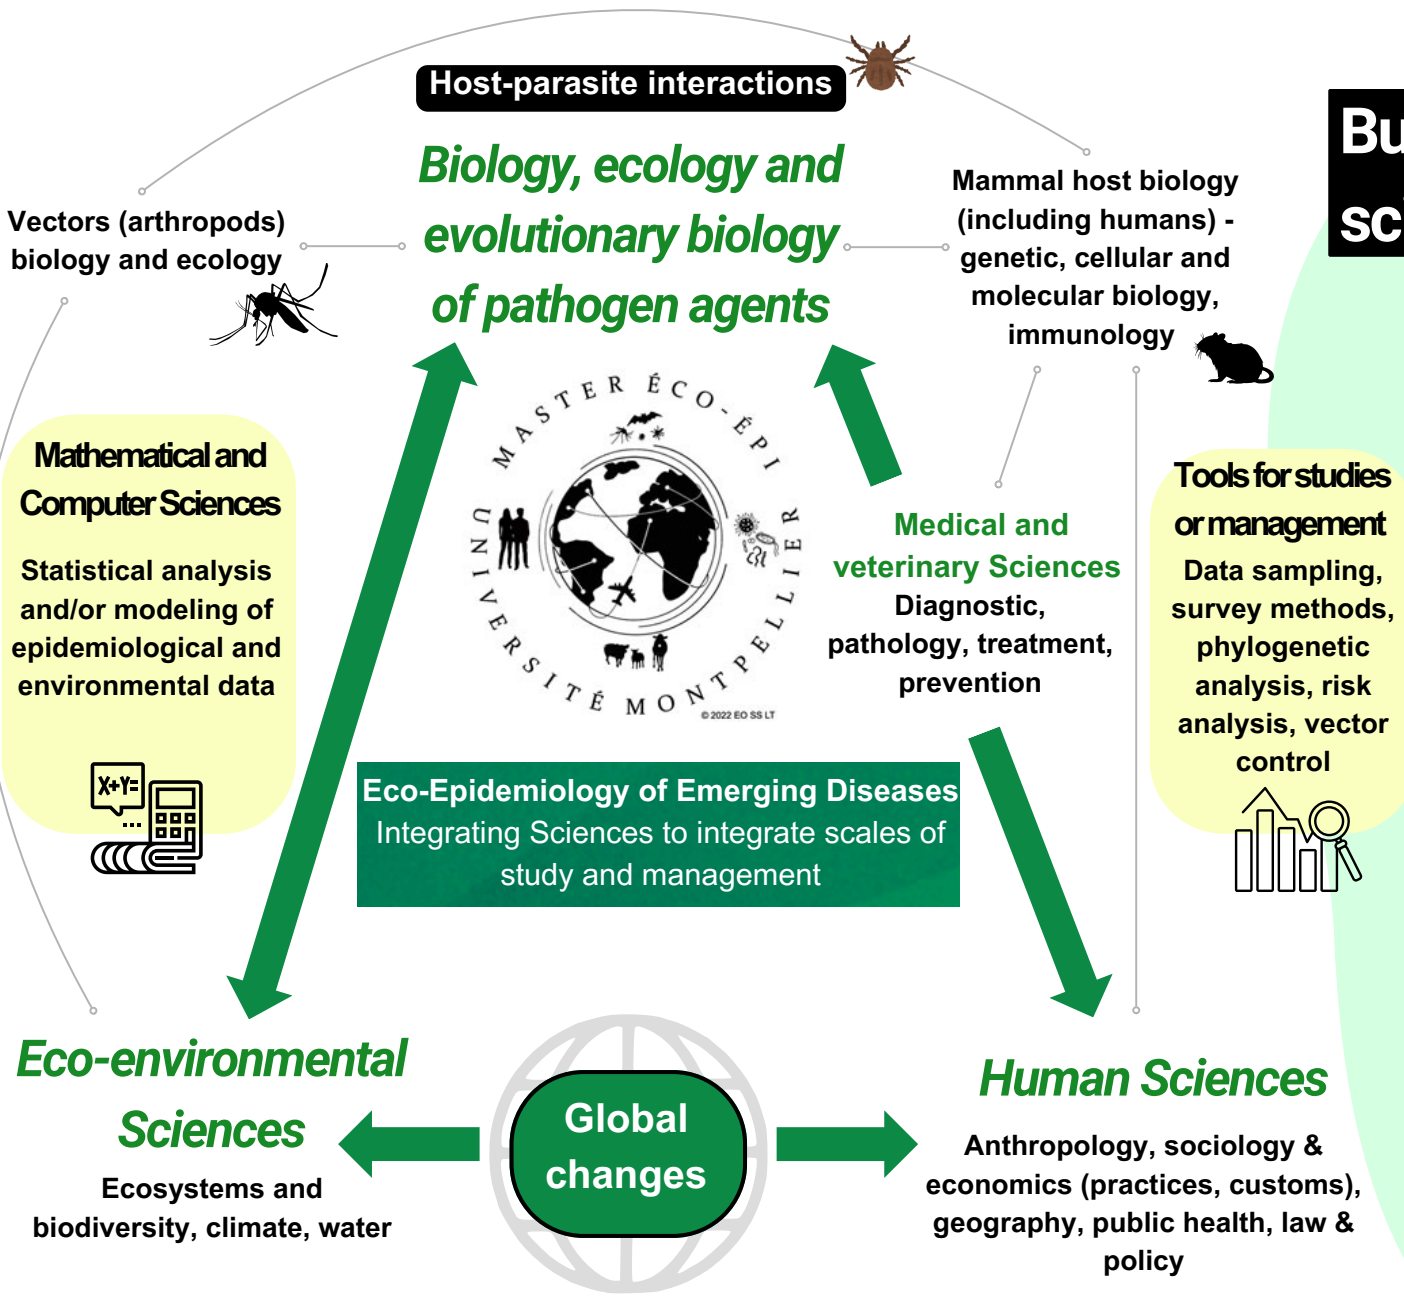 Host-parasite interactions
Biology, ecology and
evolutionary biology
of pathogen agents
Vectors (arthropods)
biology and ecology
Mammal host biology
(including humans) -
genetic, cellular and
molecular biology,
immunology
Bu
sc
MASTER ÉCO-ÉPI
UNIVERSITÉ MONTPELLIER
© 2022 EO SS LT
Mathematical and
Computer Sciences
Statistical analysis
and/or modeling of
epidemiological and
environmental data
X+Y=
...
Medical and
veterinary Sciences
Diagnostic,
pathology, treatment,
prevention
Tools for studies
or management
Data sampling,
survey methods,
phylogenetic
analysis, risk
analysis, vector
control
Eco-Epidemiology of Emerging Diseases
Integrating Sciences to integrate scales of
study and management
Eco-environmental
Sciences
Ecosystems and
biodiversity, climate, water
Global
changes
Human Sciences
Anthropology, sociology &
economics (practices, customs),
geography, public health, law &
policy